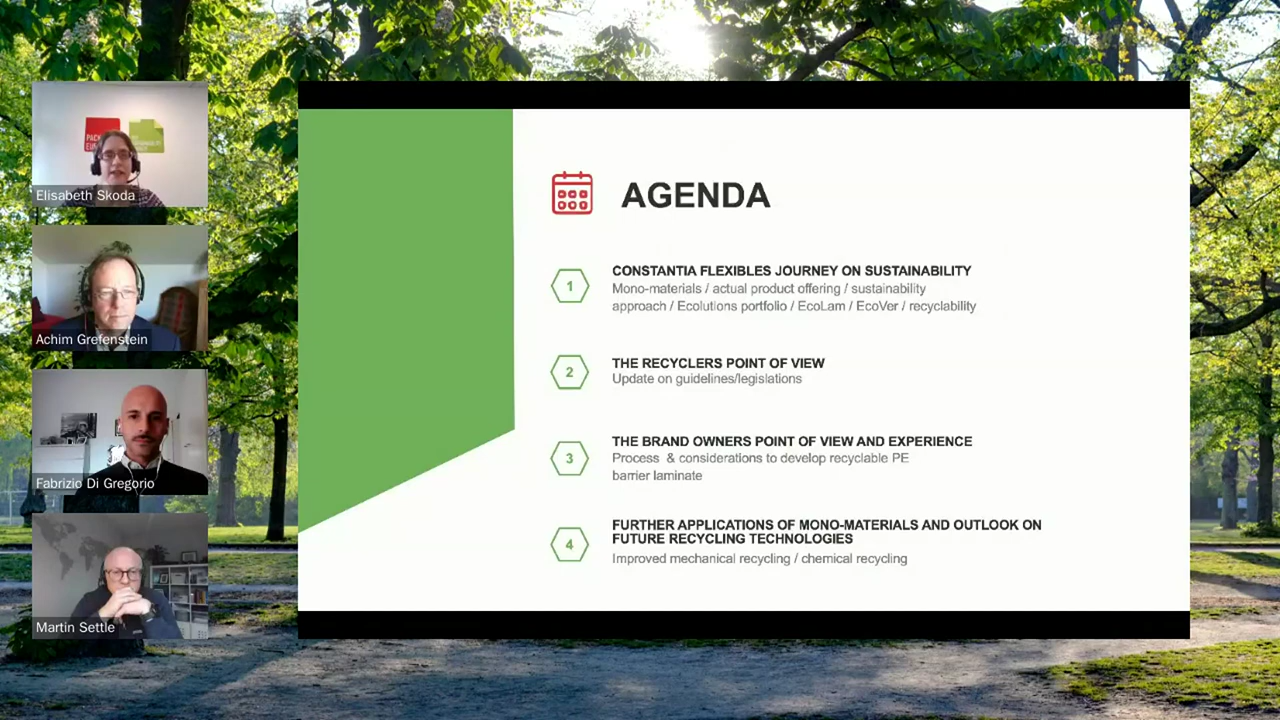 Elisabeth Skoda
Achim Grefenstein
Fabrizio Di Gregorio
Martin Settle
AGENDA
1
CONSTANTIA FLEXIBLES JOURNEY ON SUSTAINABILITY
Mono-materials / actual product offering / sustainability
approach / Ecolutions portfolio / EcoLam / EcoVer / recyclability
2
THE RECYCLERS POINT OF VIEW
Update on guidelines/legislations
3
THE BRAND OWNERS POINT OF VIEW AND EXPERIENCE
Process & considerations to develop recyclable PE
barrier laminate
4
FURTHER APPLICATIONS OF MONO-MATERIALS AND OUTLOOK ON
FUTURE RECYCLING TECHNOLOGIES
Improved mechanical recycling / chemical recycling